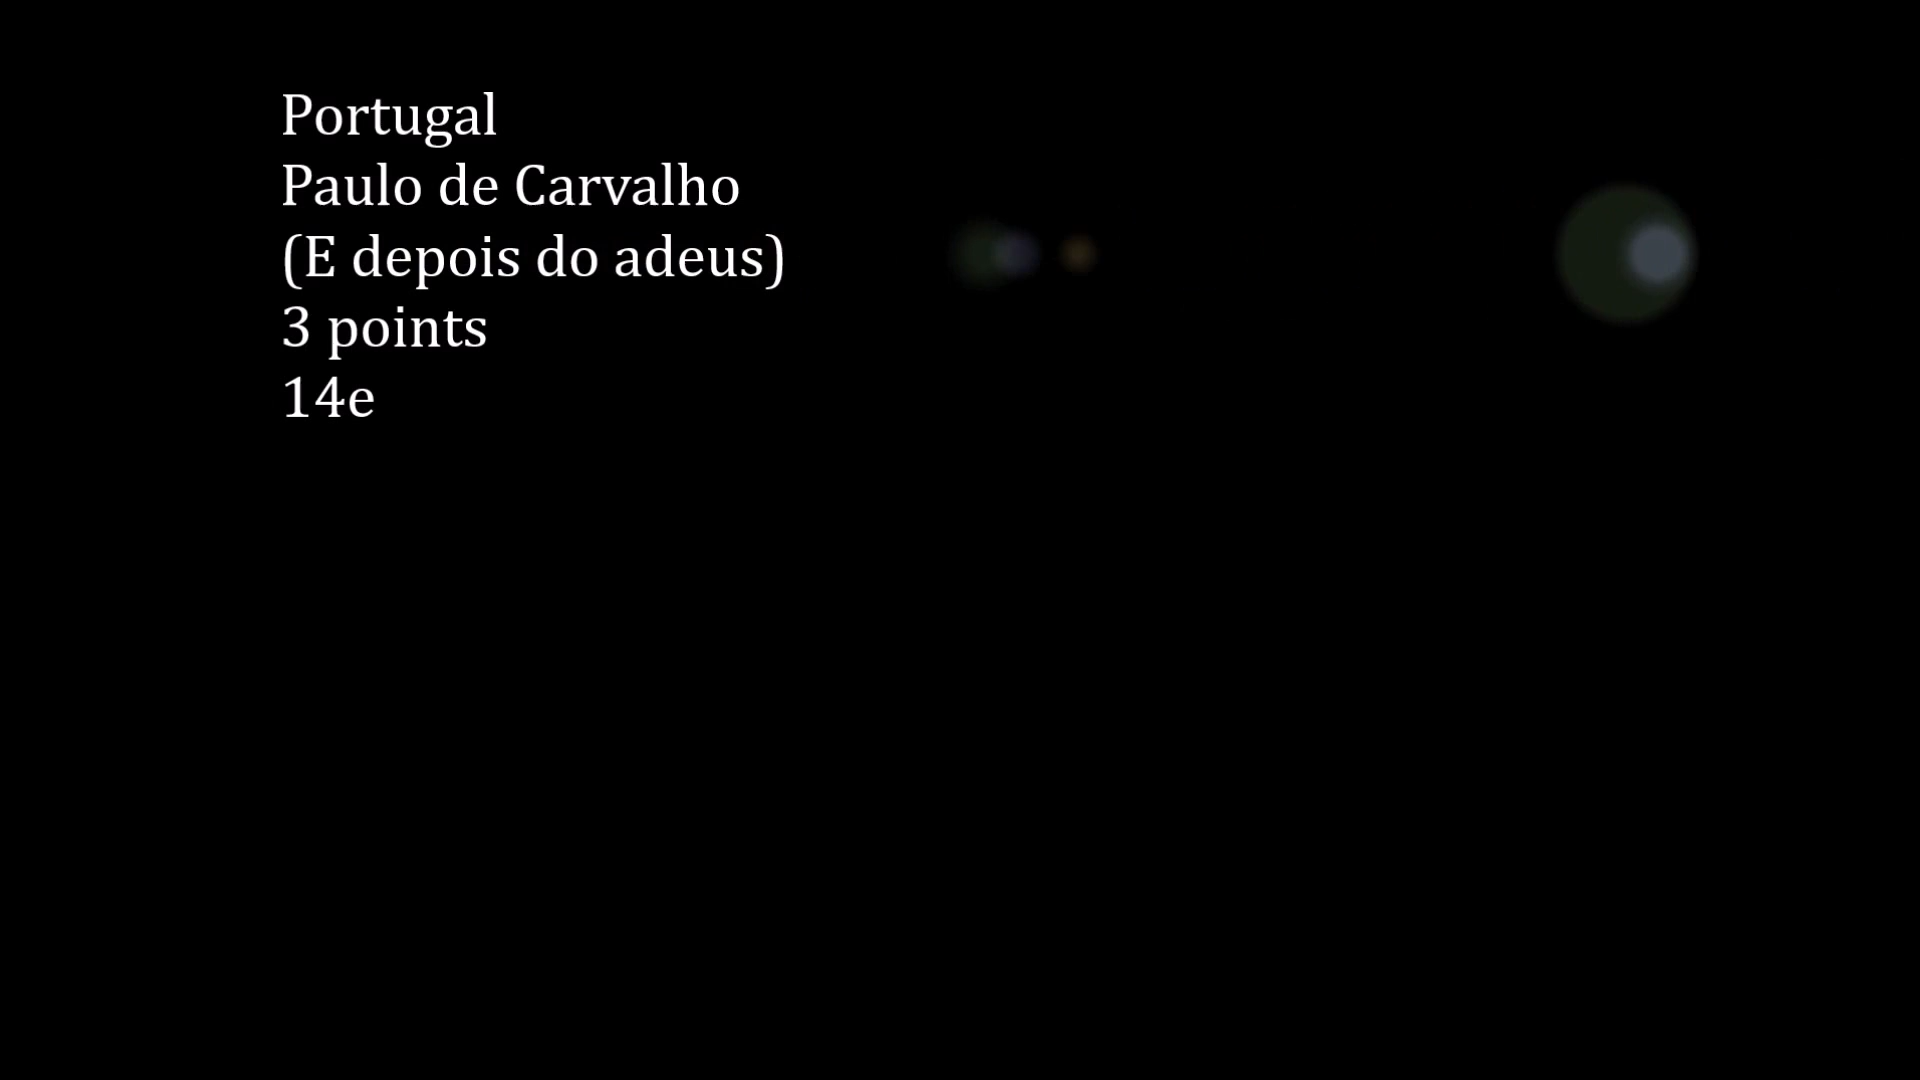 Portugal
Paulo de Carvalho
(E depois do adeus)
3 points
14e